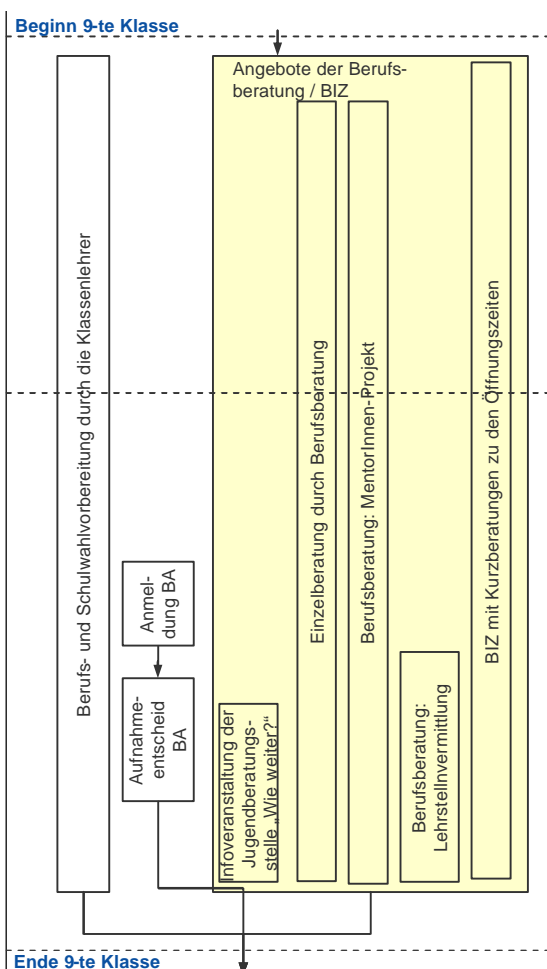 Beginn 9-te Klasse
Angebote der Berufs-
beratung / BIZ
Berufs- und Schulwahlvorbereitung durch die Klassenlehrer
Anmel-
dung BA
Aufnahme-
entscheid
BA
Infoveranstaltung der
Jugendberatungs-
stelle „Wie weiter?“
Einzelberatung durch Berufsberatung
Berufsberatung: MentorInnen-Projekt
Berufsberatung:
Lehrstellnvermittlung
BIZ mit Kurzberatungen zu den Öffnungszeiten
Ende 9-te Klasse